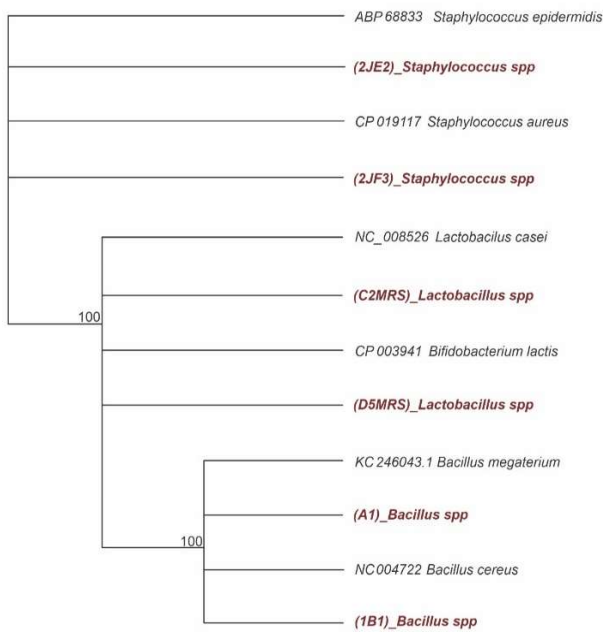 ABP 68833 Staphylococcus epidermidis
(2JE2)_Staphylococcus spp
CP 019117 Staphylococcus aureus
(2JF3)_Staphylococcus spp
NC_008526 Lactobacilus casei
(C2MRS)_Lactobacillus spp
100
CP 003941 Bifidobacterium lactis
(D5MRS)_Lactobacillus spp
KC 246043.1 Bacillus megaterium
(A1)_Bacillus spp
100
NC 004722 Bacillus cereus
(1B1)_Bacillus spp